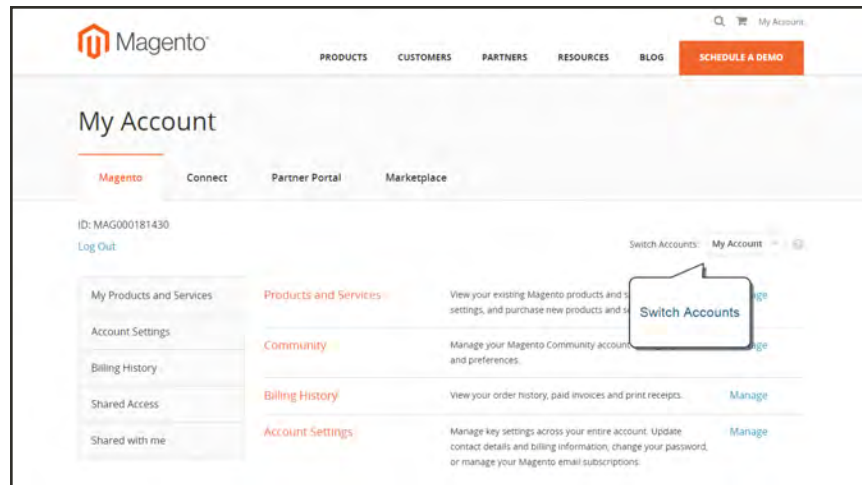 My Account
Magento
PRODUCTS CUSTOMERS PARTNERS RESOURCES BLOG SCHEDULE A DEMO
My Account
Magento Connect Partner Portal Marketplace
ID: MAG000181430
Log Out
Switch Accounts: My Account
Switch Accounts
My Products and Services
Account Settings
Billing History
Shared Access
Shared with me
Products and Services
View your existing Magento products and s
settings, and purchase new products and s
ge
Community
Manage your Magento Community account
and preferences.
ge
Billing History
View your order history, paid invoices and print receipts.
Manage
Account Settings
Manage key settings across your entire account. Update
contact details and billing information, change your password,
or manage your Magento email subscriptions.
Manage